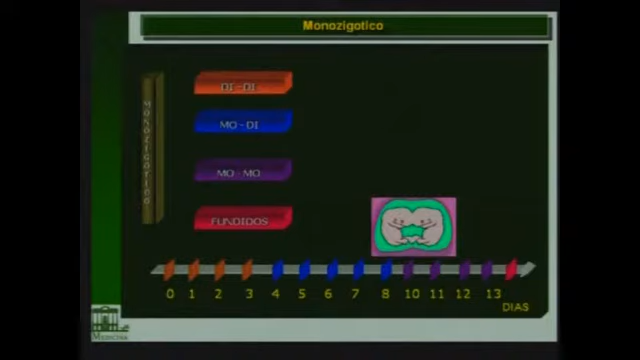 Monozigotico
MONOZIGOTICO
DI - DI
MO - DI
MO - MO
FUNDIDOS
0 1 2 3 4 5 6 7 8 10 11 12 13
DIAS
MEDICINA